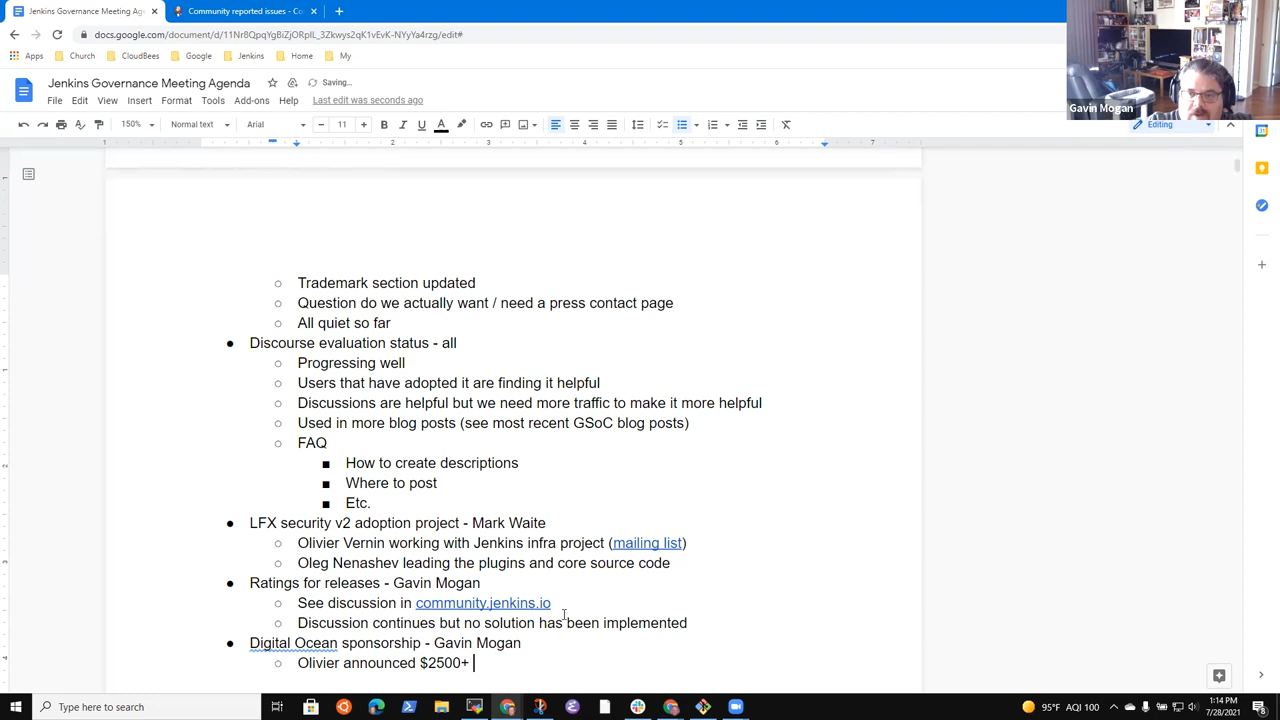 Jenkins Governance Meeting Age
Community reported issues - Co
docs.google.com/document/d/11Nr8QpqYgBiZjORpIL_3Zkwys2qK1vEvK-NYyYa4rzg/edit#
Apps Church CloudBees Google Jenkins Home My
Jenkins Governance Meeting Agenda Saving...
File Edit View Insert Format Tools Add-ons Help Last edit was seconds ago
150% Normal text Arial 11 Editing
Gavin Mogan
1 2 3 4 5 6 7
Trademark section updated
Question do we actually want / need a press contact page
All quiet so far
Discourse evaluation status - all
Progressing well
Users that have adopted it are finding it helpful
Discussions are helpful but we need more traffic to make it more helpful
Used in more blog posts (see most recent GSoC blog posts)
FAQ
How to create descriptions
Where to post
Etc.
LFX security v2 adoption project - Mark Waite
Olivier Vernin working with Jenkins infra project (mailing list)
Oleg Nenashev leading the plugins and core source code
Ratings for releases - Gavin Mogan
See discussion in community.jenkins.io
Discussion continues but no solution has been implemented
Digital Ocean sponsorship - Gavin Mogan
Olivier announced $2500+
Type here to search
95°F AQI 100
1:14 PM
7/28/2021